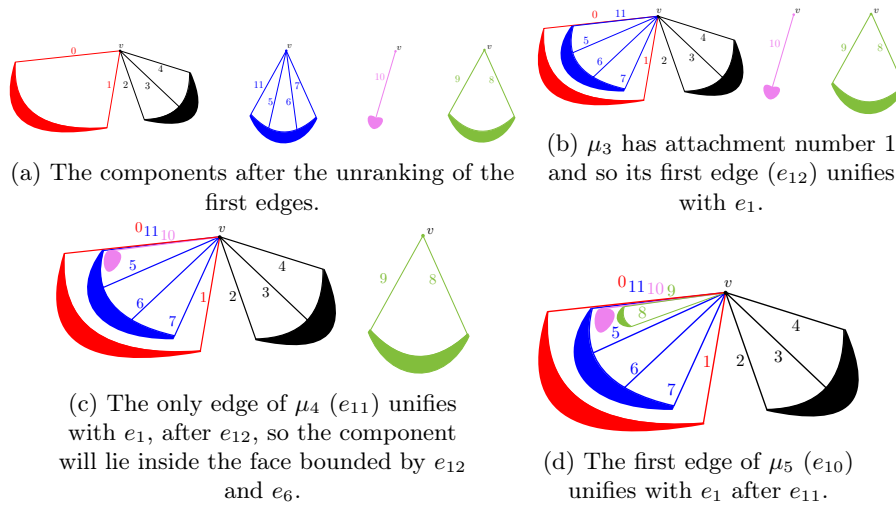 v
0
1
2
3
4
v
11
5
6
7
v
10
v
9
8
(a) The components after the unranking of the
first edges.
0 11
v
5
6
7
1
2
3
4
v
10
v
9
8
(b) μ₃ has attachment number 1
and so its first edge (e₁₂) unifies
with e₁.
0 11 10
v
5
6
7
1
2
3
4
v
9
8
(c) The only edge of μ₄ (e₁₁) unifies
with e₁, after e₁₂, so the component
will lie inside the face bounded by e₁₂
and e₆.
0 11 10 9
v
8
5
6
7
1
2
3
4
(d) The first edge of μ₅ (e₁₀)
unifies with e₁ after e₁₁.